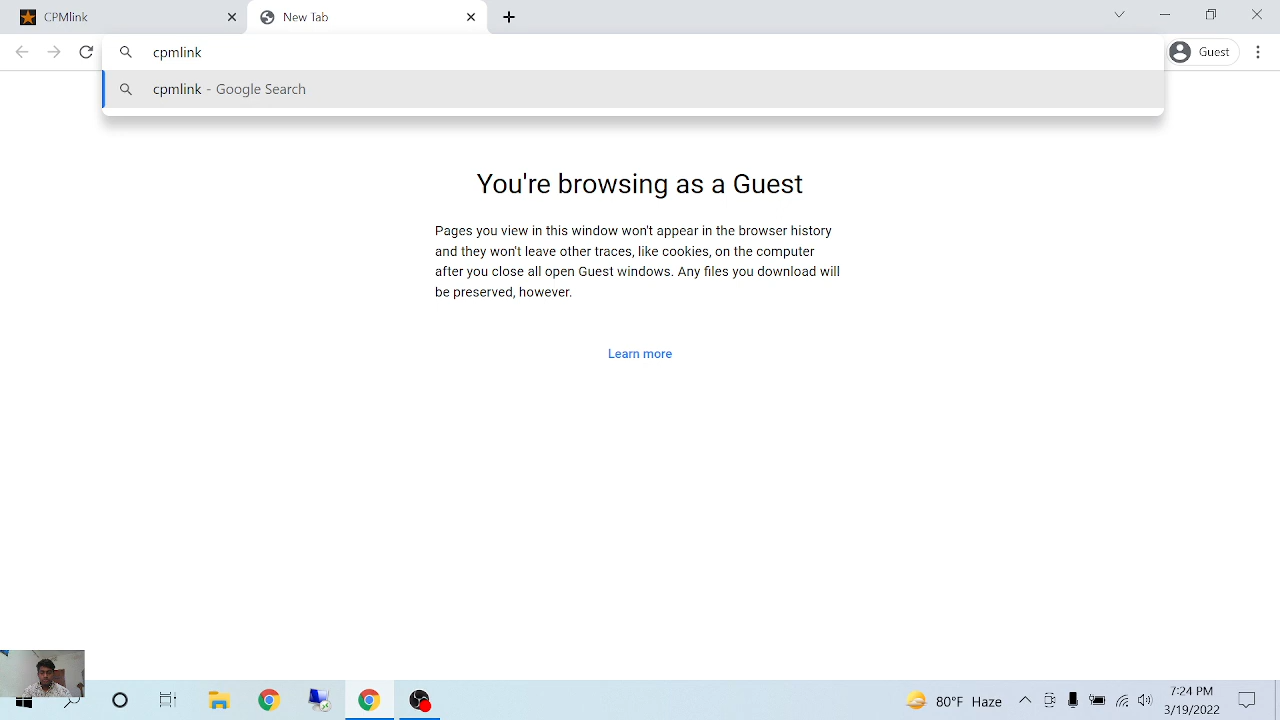 CPMlink
New Tab
cpmlink
Guest
cpmlink - Google Search
You're browsing as a Guest
Pages you view in this window won't appear in the browser history
and they won't leave other traces, like cookies, on the computer
after you close all open Guest windows. Any files you download will
be preserved, however.
Learn more
80°F Haze
7:24 PM
3/19/2022